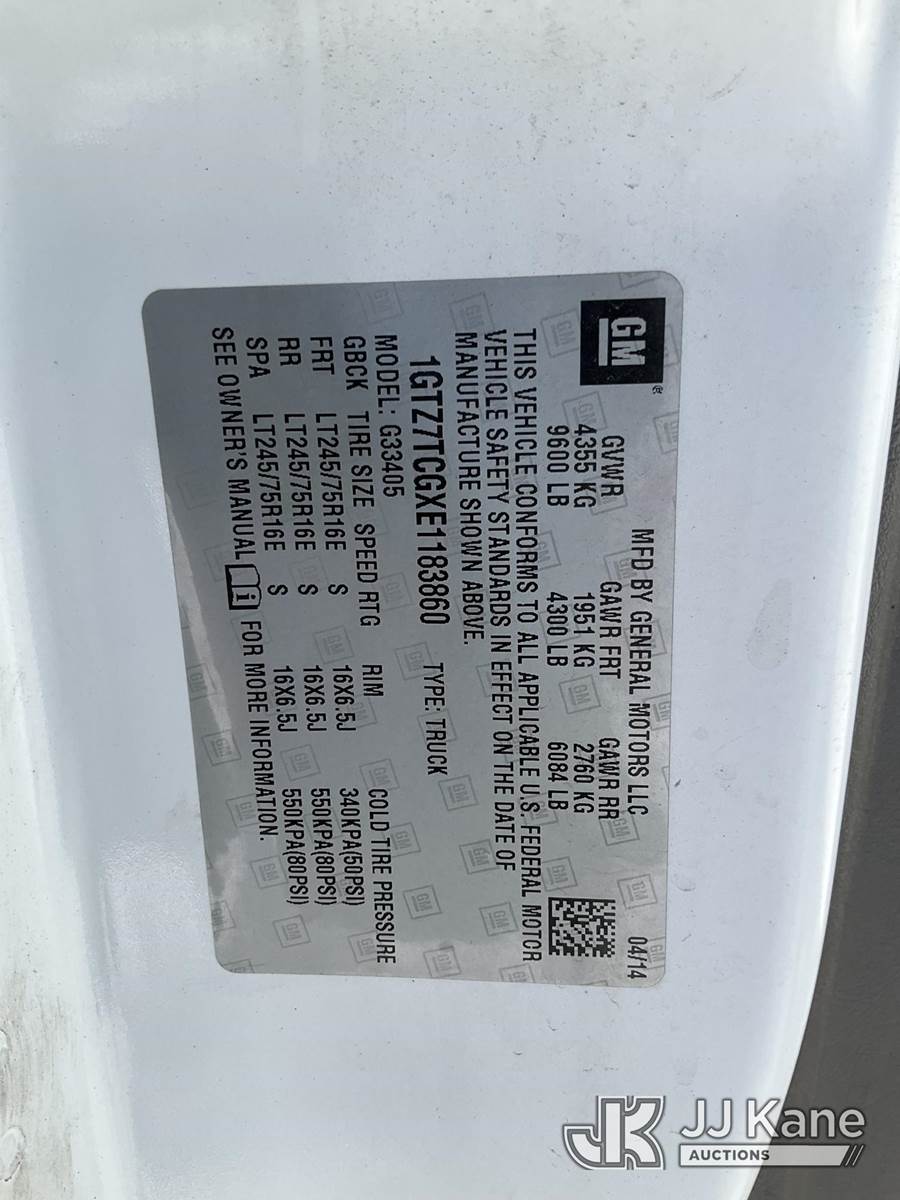 GM ®
MFD BY GENERAL MOTORS LLC 04/14
GVWR GAWR FRT GAWR RR
4355 KG 1951 KG 2760 KG
9600 LB 4300 LB 6084 LB
THIS VEHICLE CONFORMS TO ALL APPLICABLE U.S. FEDERAL MOTOR
VEHICLE SAFETY STANDARDS IN EFFECT ON THE DATE OF
MANUFACTURE SHOWN ABOVE.
1GTZ7TCGXE1183860 TYPE: TRUCK
MODEL: G33405
GBCK TIRE SIZE SPEED RTG RIM COLD TIRE PRESSURE
FRT LT245/75R16E S 16X6.5J 340KPA(50PSI)
RR LT245/75R16E S 16X6.5J 550KPA(80PSI)
SPA LT245/75R16E S 16X6.5J 550KPA(80PSI)
SEE OWNER'S MANUAL FOR MORE INFORMATION.
JK JJ Kane
AUCTIONS